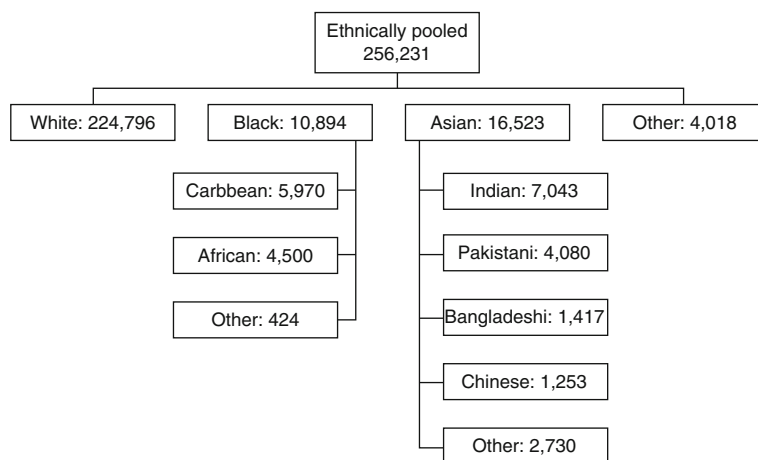 Ethnically pooled
256,231
White: 224,796
Black: 10,894
Asian: 16,523
Other: 4,018
Carbbean: 5,970
African: 4,500
Other: 424
Indian: 7,043
Pakistani: 4,080
Bangladeshi: 1,417
Chinese: 1,253
Other: 2,730